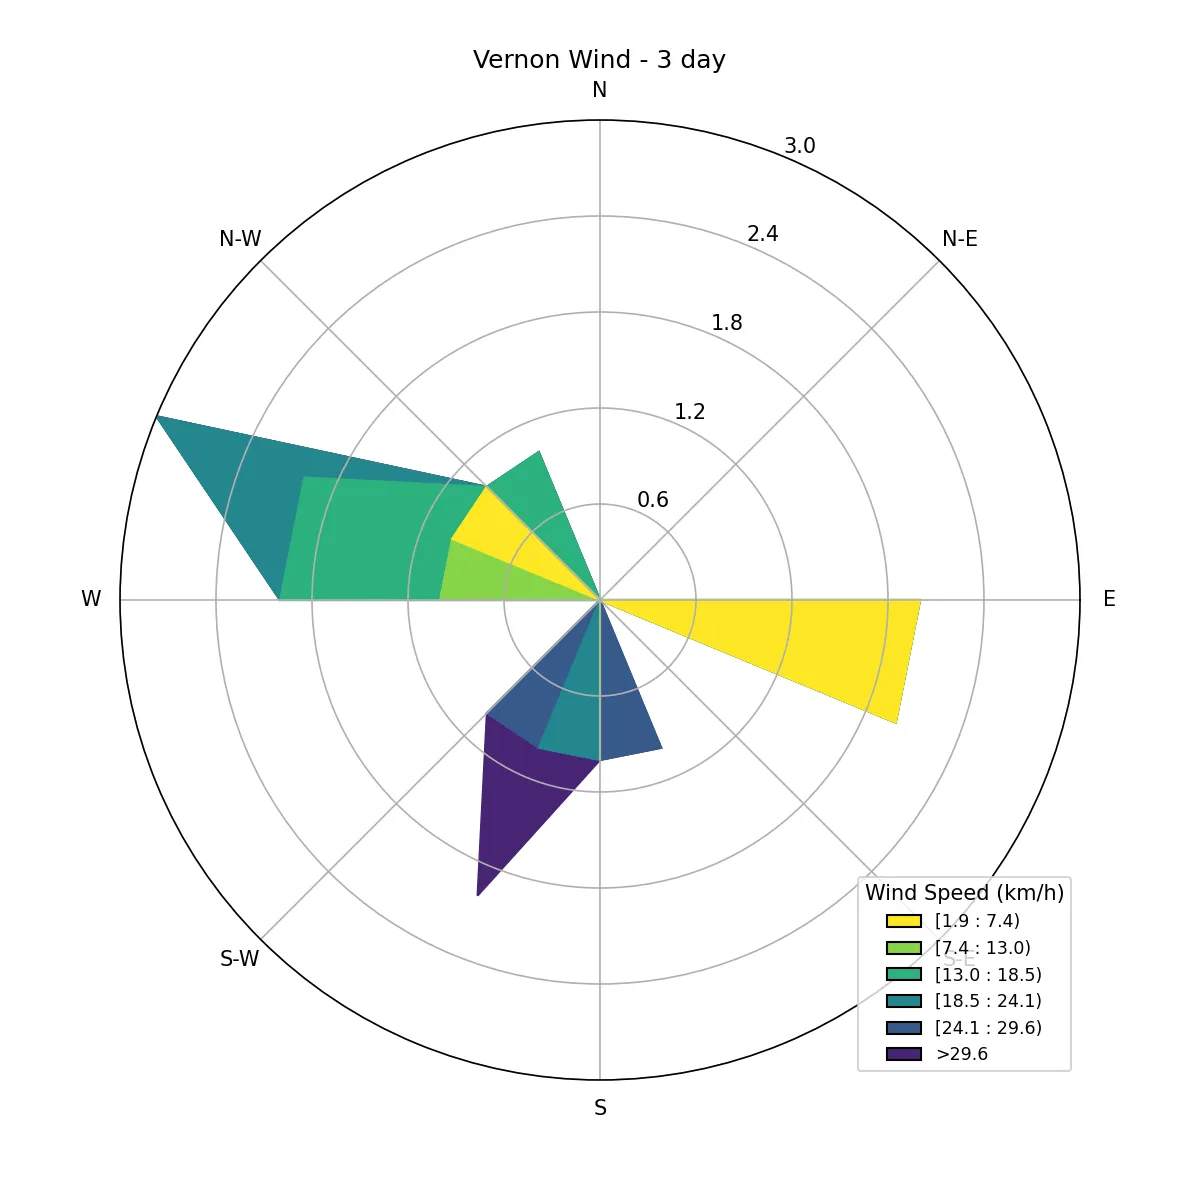 Vernon Wind - 3 day
N
3.0
N-W
2.4
N-E
1.8
1.2
0.6
W
E
Wind Speed (km/h)
[1.9 : 7.4)
[7.4 : 13.0)
S-W
S-E
[13.0 : 18.5)
[18.5 : 24.1)
[24.1 : 29.6)
>29.6
S